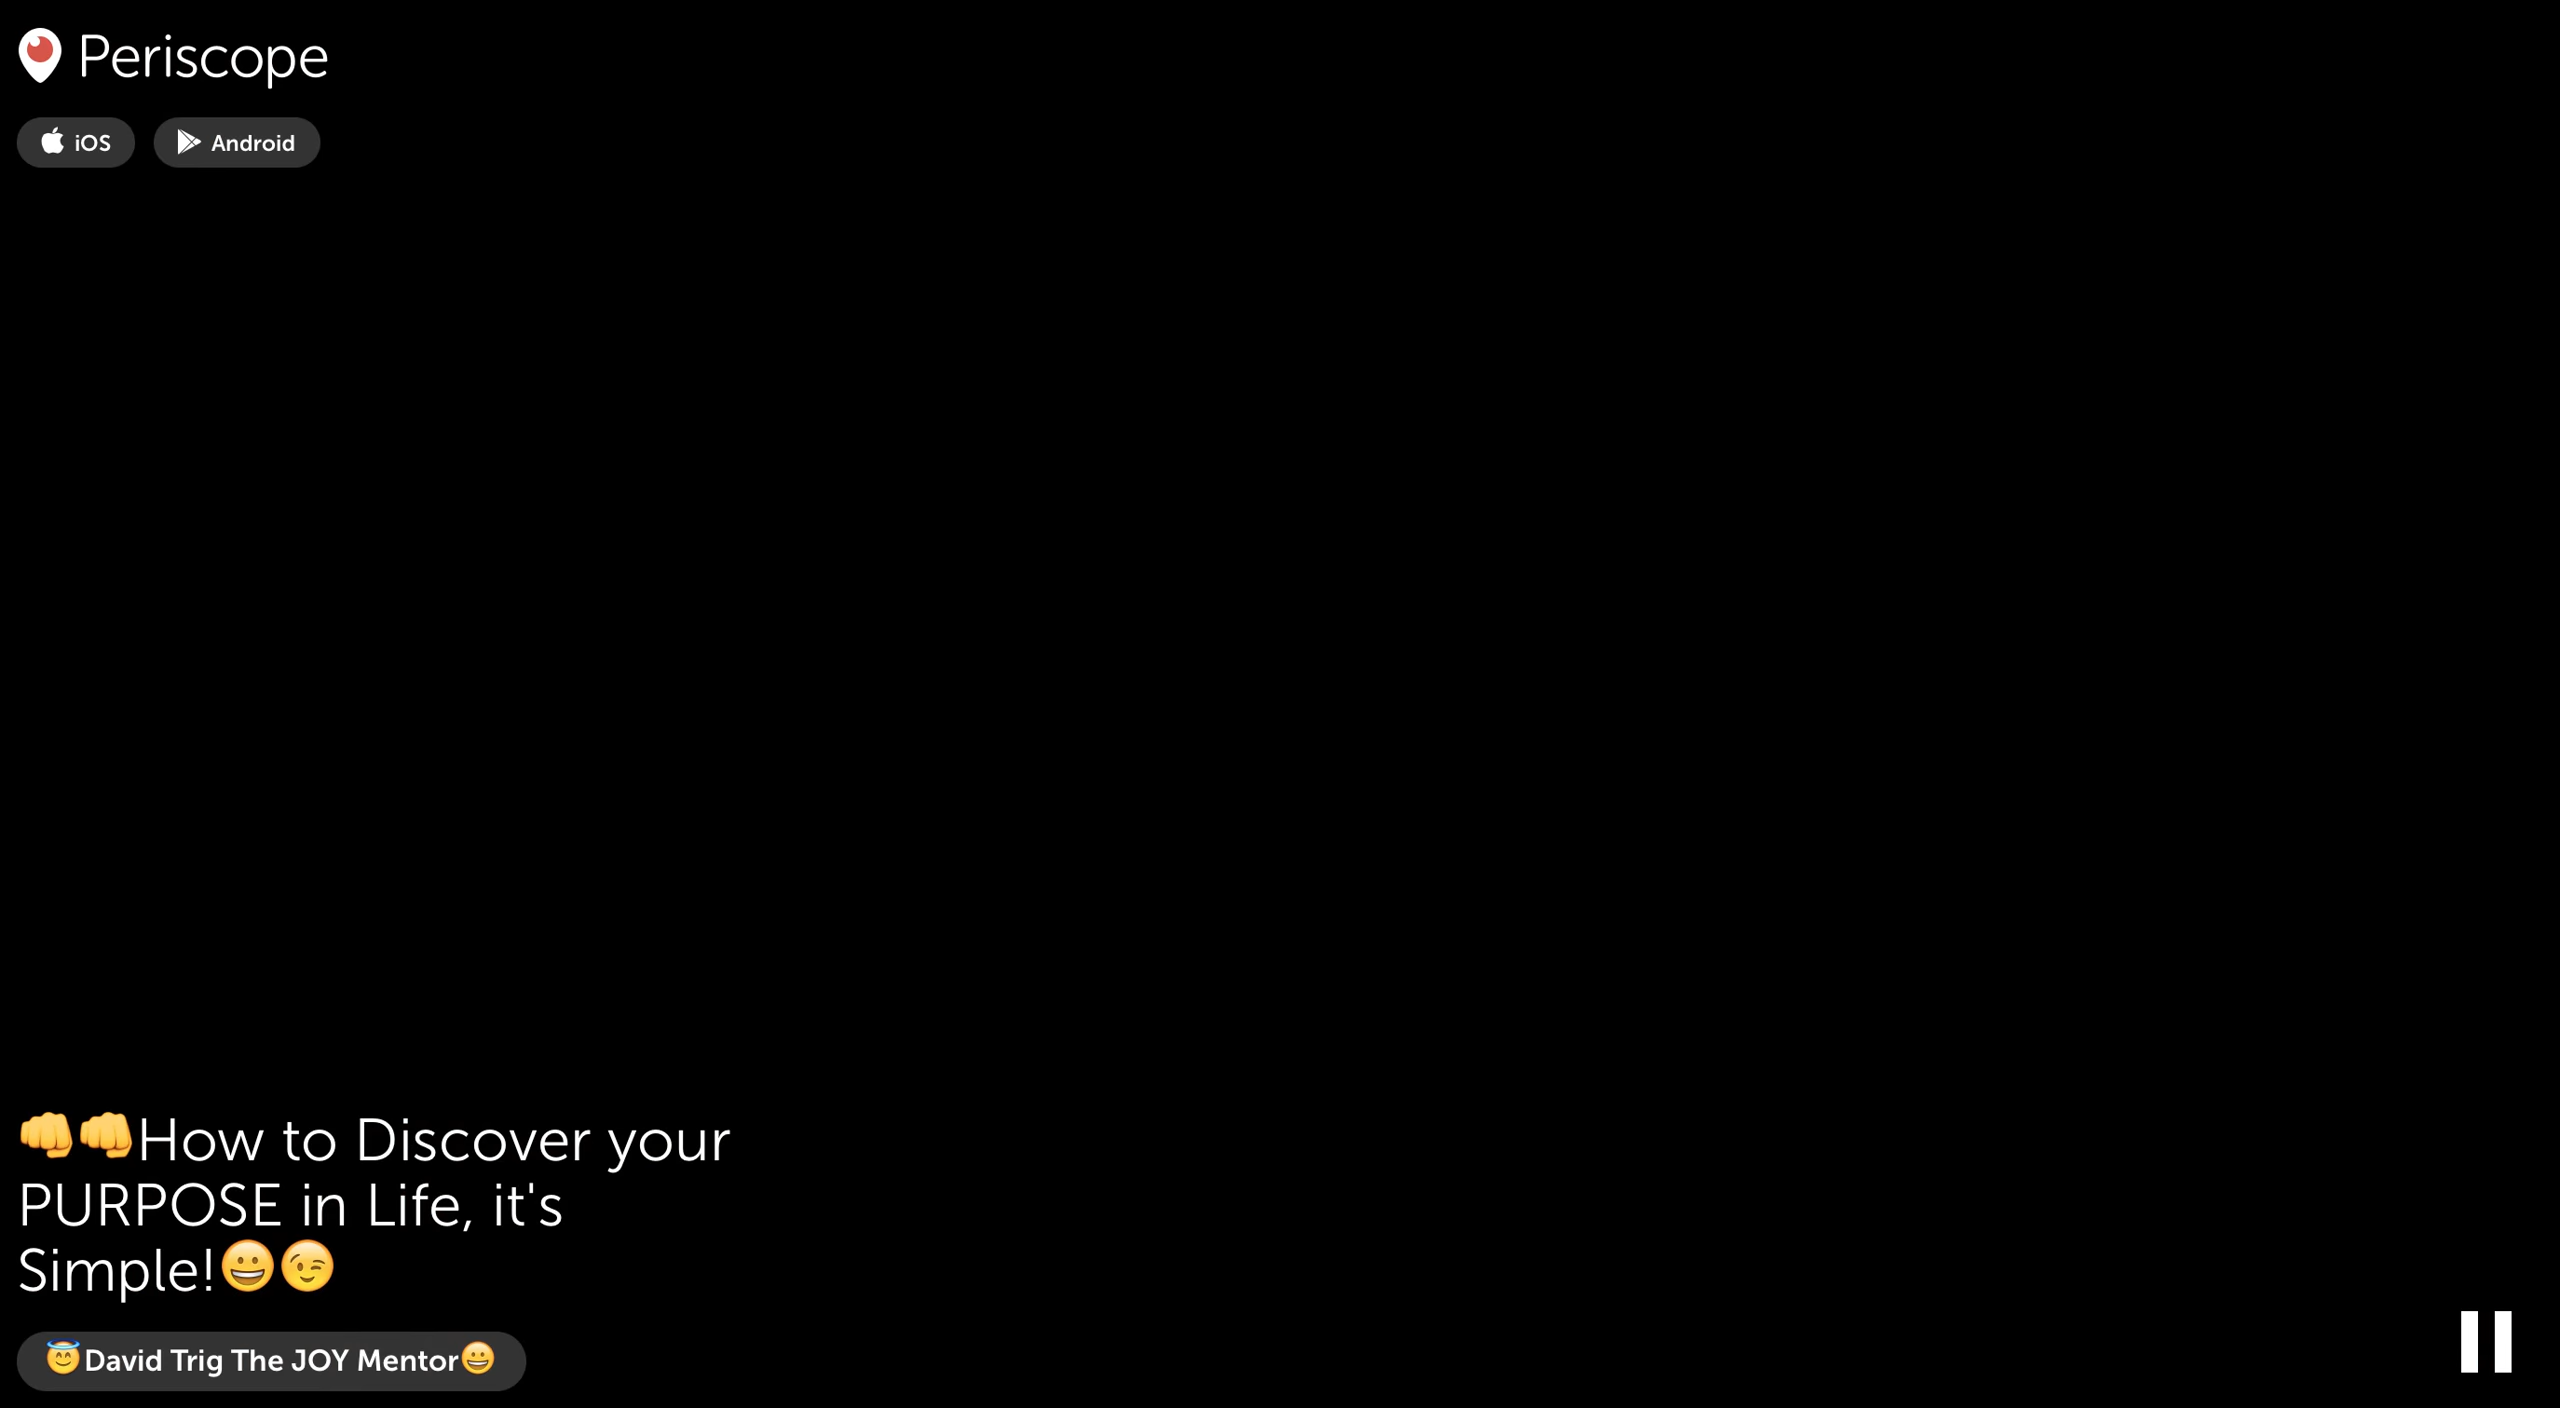 Periscope
iOS
Android
👊👊How to Discover your
PURPOSE in Life, it's
Simple!😀😉
😇David Trig The JOY Mentor😀